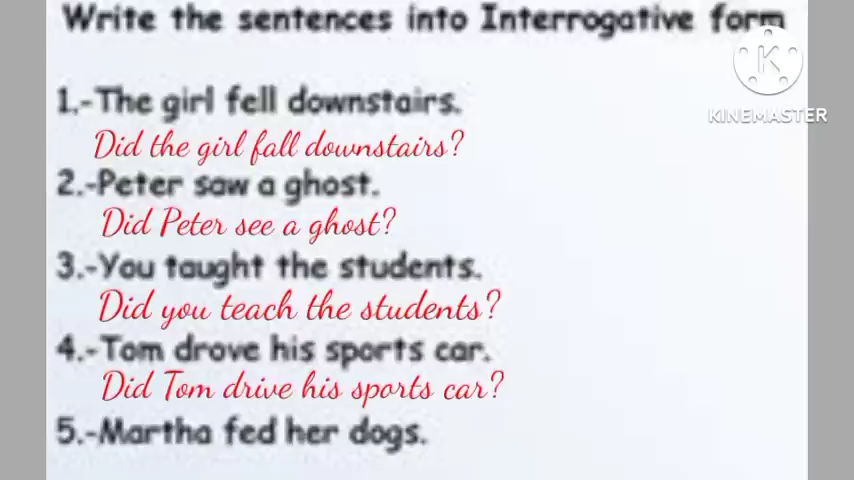 Write the sentences into Interrogative form
KINEMASTER
1.-The girl fell downstairs.
Did the girl fall downstairs?
2.-Peter saw a ghost.
Did Peter see a ghost?
3.-You taught the students.
Did you teach the students?
4.-Tom drove his sports car.
Did Tom drive his sports car?
5.-Martha fed her dogs.